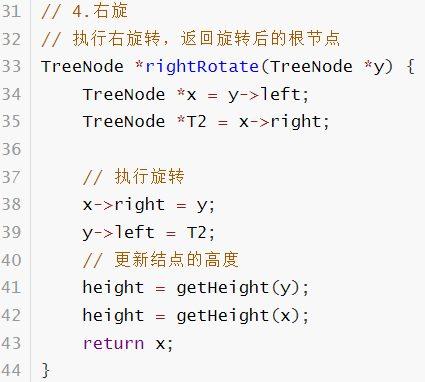 31 // 4.右旋
32 // 执行右旋转，返回旋转后的根节点
33 TreeNode *rightRotate(TreeNode *y) {
34     TreeNode *x = y->left;
35     TreeNode *T2 = x->right;
36
37     // 执行旋转
38     x->right = y;
39     y->left = T2;
40     // 更新结点的高度
41     height = getHeight(y);
42     height = getHeight(x);
43     return x;
44 }